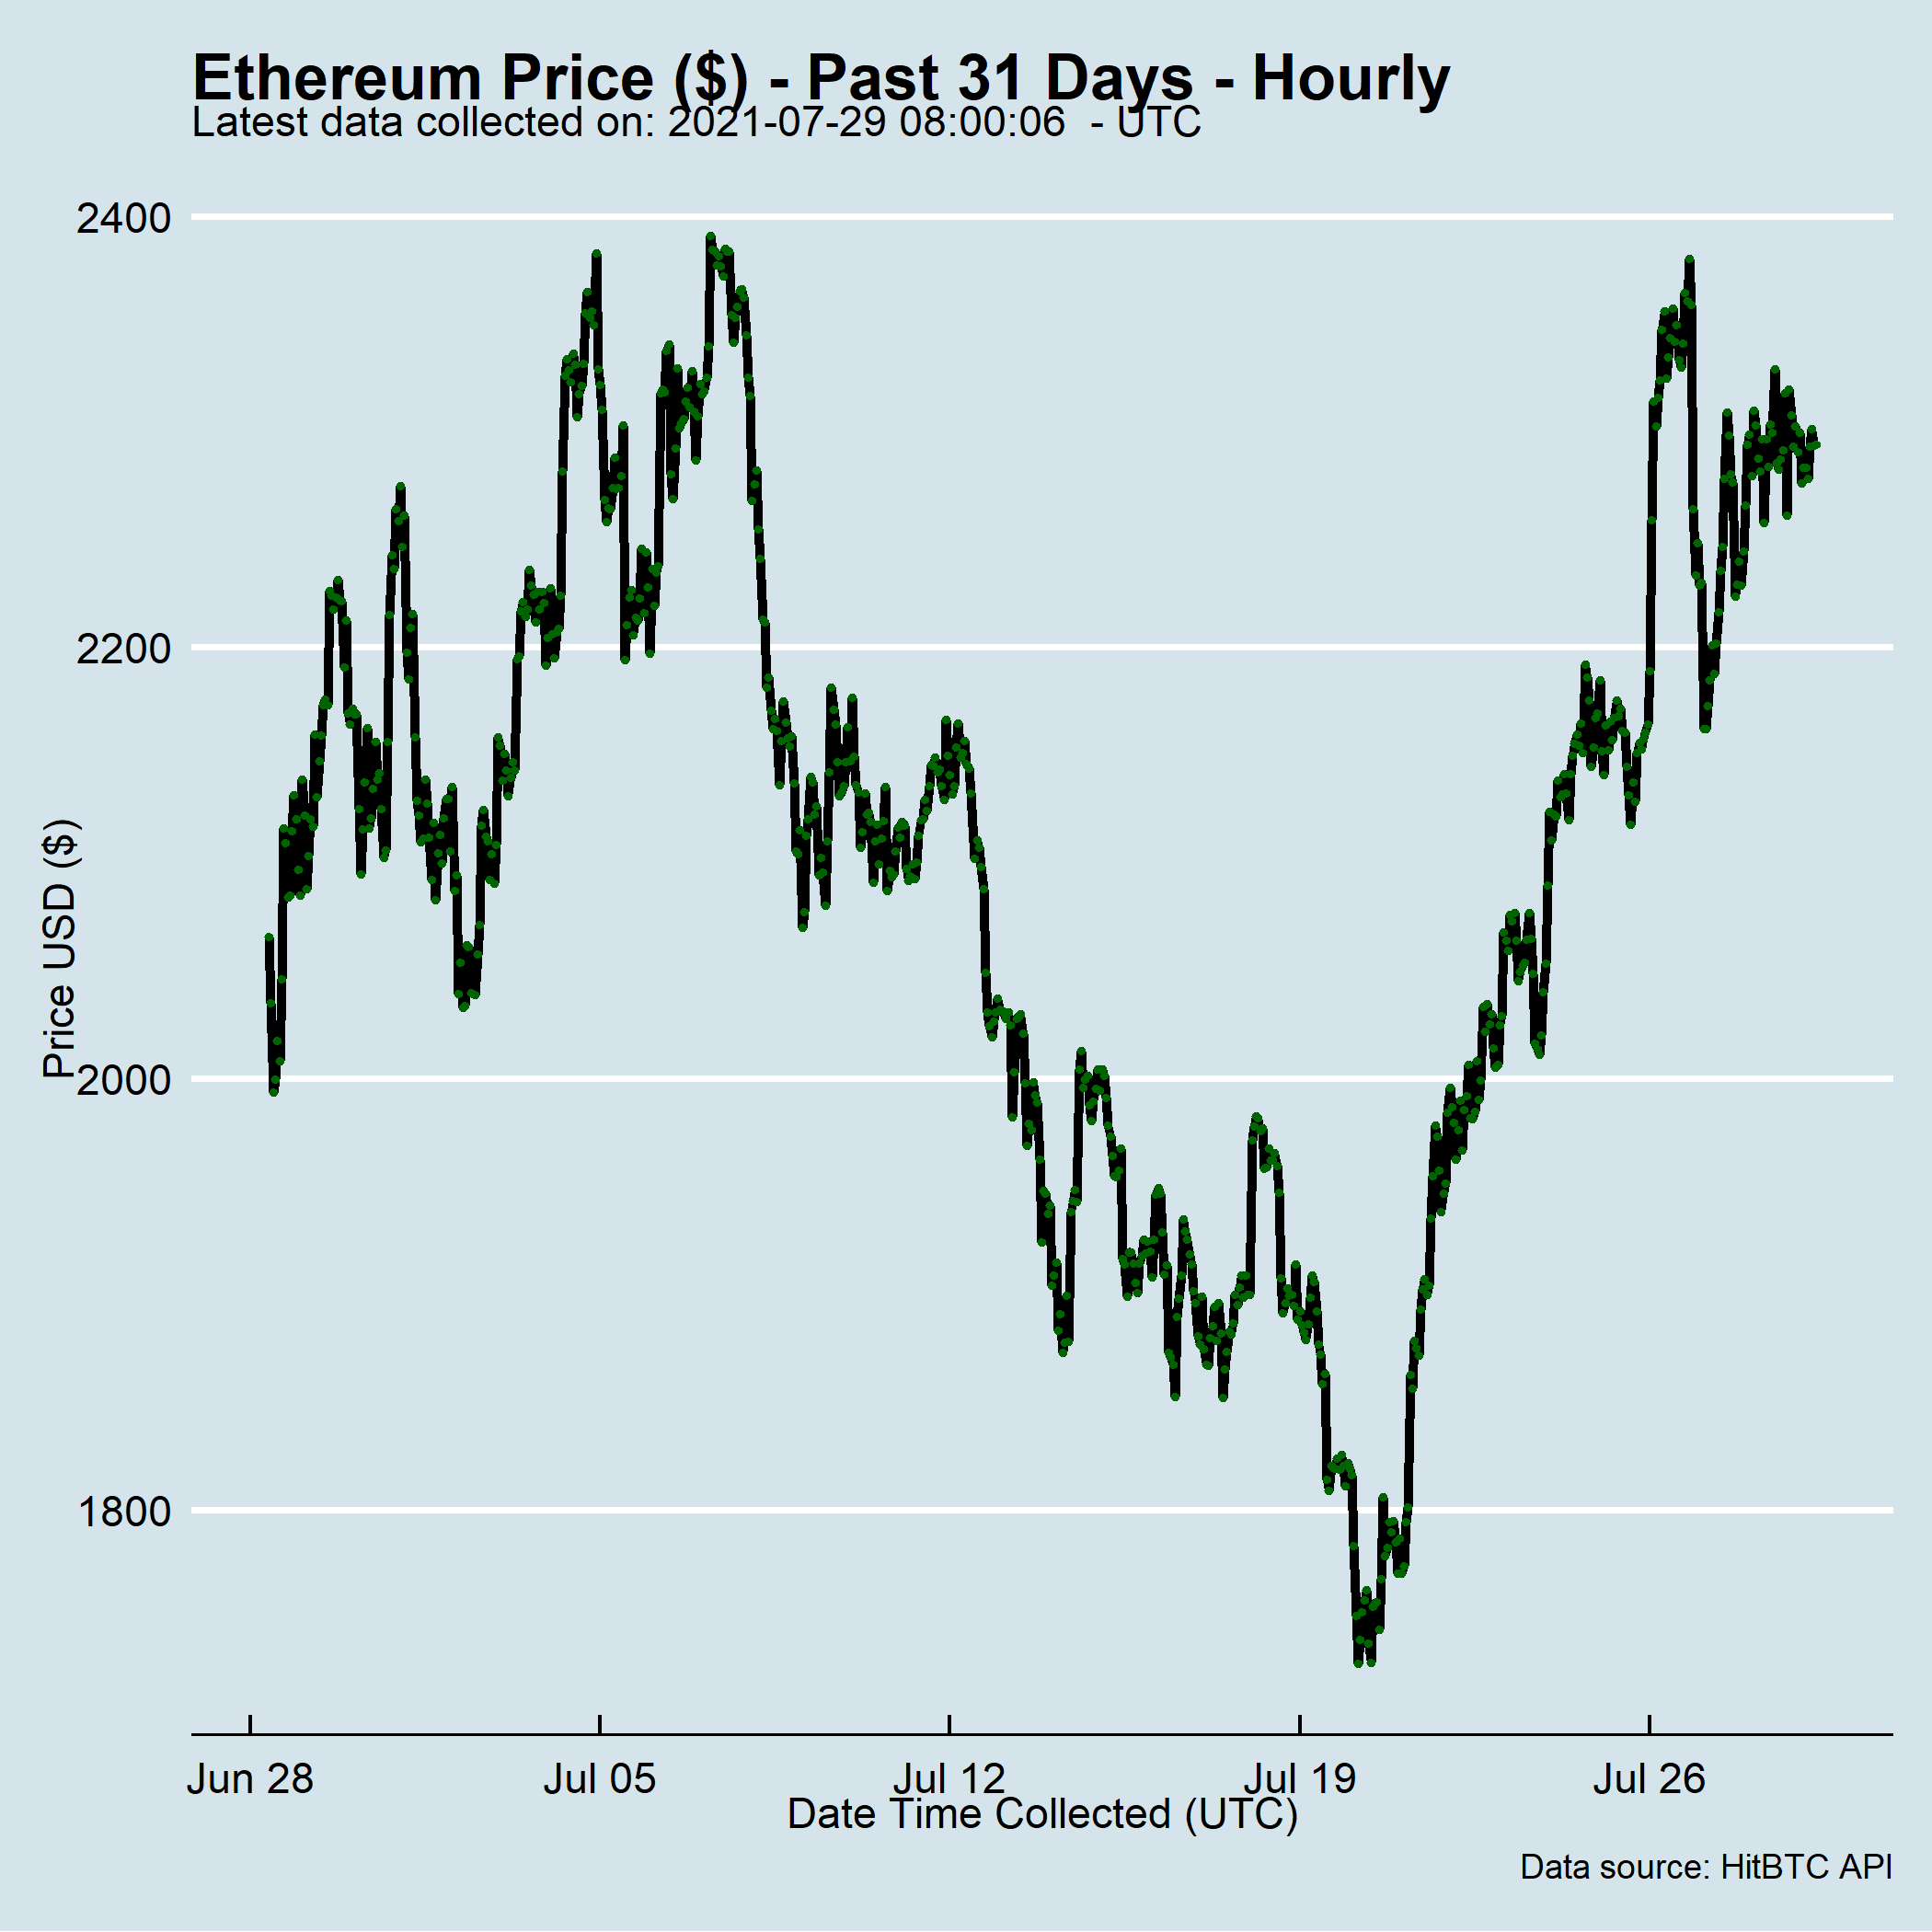 Ethereum Price ($) - Past 31 Days - Hourly
Latest data collected on: 2021-07-29 08:00:06  - UTC
2400
2200
2000
1800
Price USD ($)
Jun 28
Jul 05
Jul 12
Jul 19
Jul 26
Date Time Collected (UTC)
Data source: HitBTC API